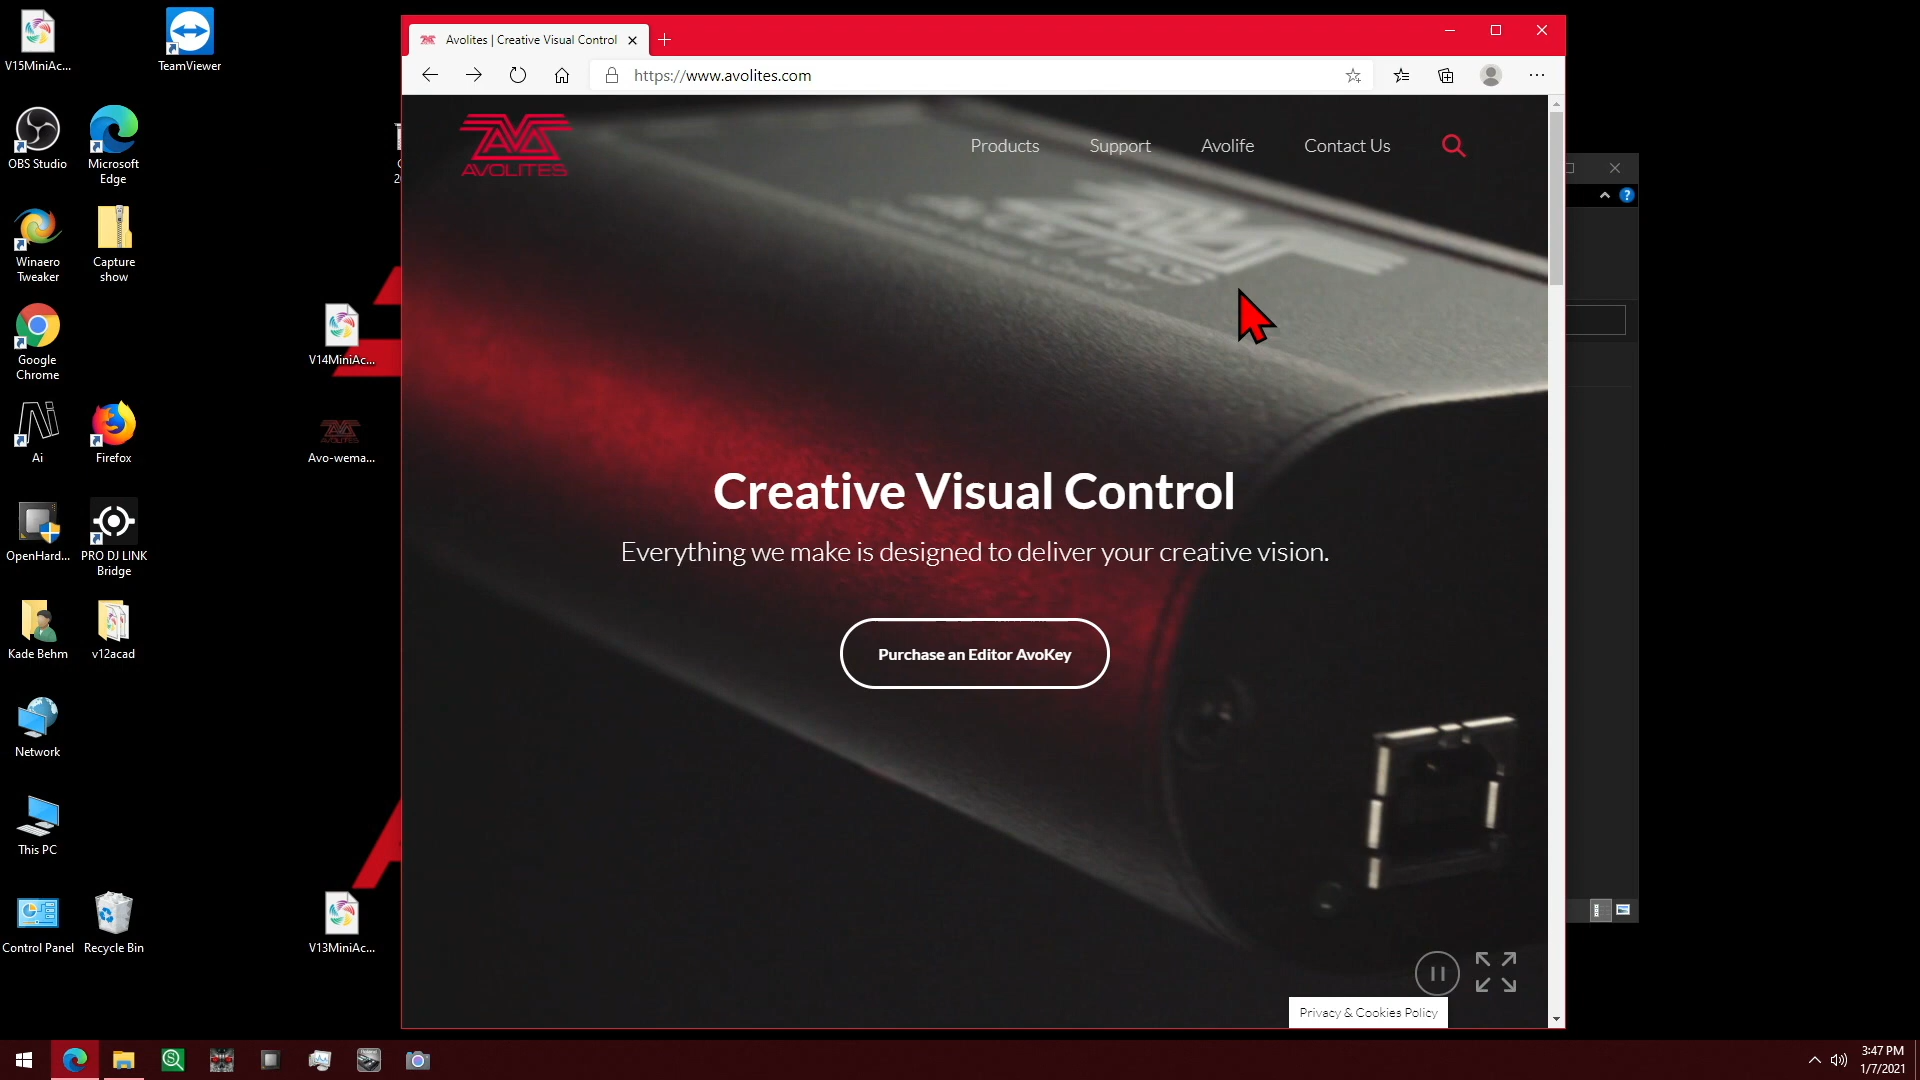 V15MiniAc...
TeamViewer
OBS Studio
Microsoft
Edge
Winaero
Tweaker
Capture
show
Google
Chrome
V14MiniAc...
Ai
Firefox
Avo-wema...
OpenHard...
PRO DJ LINK
Bridge
Kade Behm
v12acad
Network
This PC
Control Panel
Recycle Bin
V13MiniAc...
Avolites | Creative Visual Control
https://www.avolites.com
AVOLITES
Products
Support
Avolife
Contact Us
Creative Visual Control
Everything we make is designed to deliver your creative vision.
Purchase an Editor AvoKey
Privacy & Cookies Policy
3:47 PM
1/7/2021